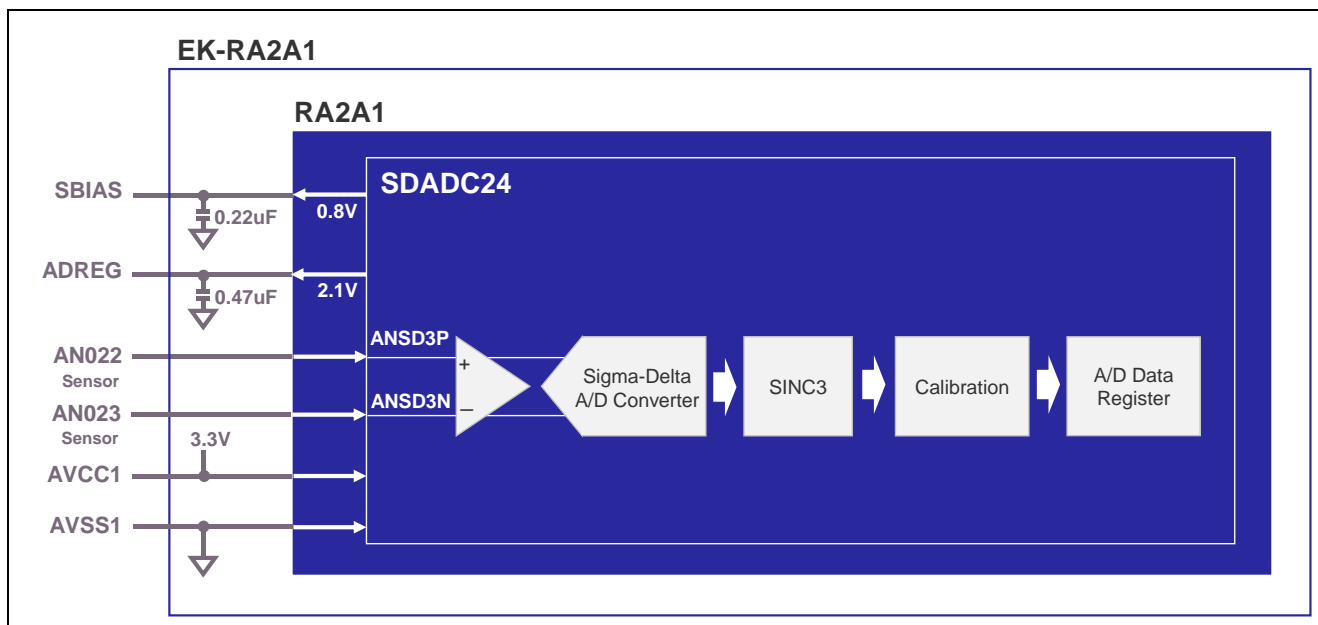 EK-RA2A1
RA2A1
SDADC24
SBIAS
0.22uF
0.8V
ADREG
0.47uF
2.1V
AN022
Sensor
ANSD3P
+
AN023
Sensor
ANSD3N
–
Sigma-Delta
A/D Converter
SINC3
Calibration
A/D Data
Register
3.3V
AVCC1
AVSS1